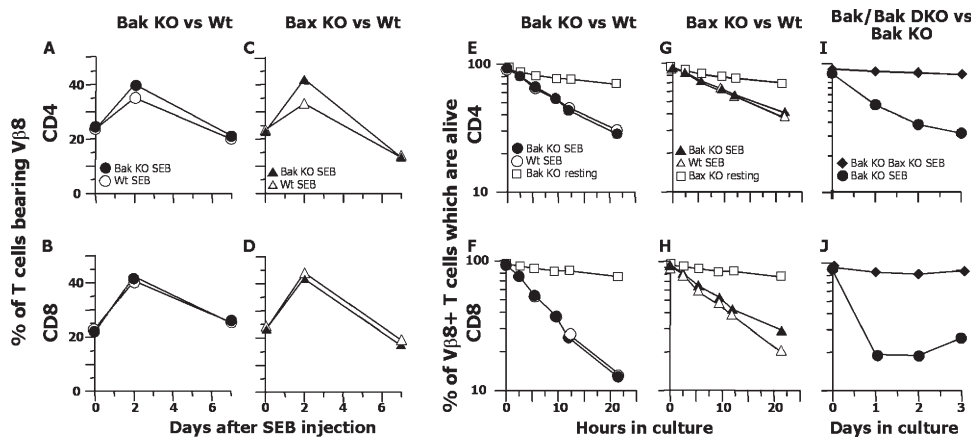 Bak KO vs Wt
Bax KO vs Wt
Bak KO vs Wt
Bax KO vs Wt
Bak/Bak DKO vs
Bak KO
% of T cells bearing Vβ8
A
CD4
40
20
0
Bak KO SEB
Wt SEB
C
Bak KO SEB
Wt SEB
% of Vβ8+ T cells which are alive
E
CD4
100
10
Bak KO SEB
Wt SEB
Bak KO resting
G
Bak KO SEB
Wt SEB
Bax KO resting
I
Bak KO Bax KO SEB
Bak KO SEB
B
CD8
40
20
0
0 2 4 6
D
0 2 4 6
F
CD8
100
10
0 10 20
H
0 10 20
J
0 1 2 3
Days after SEB injection
Hours in culture
Days in culture